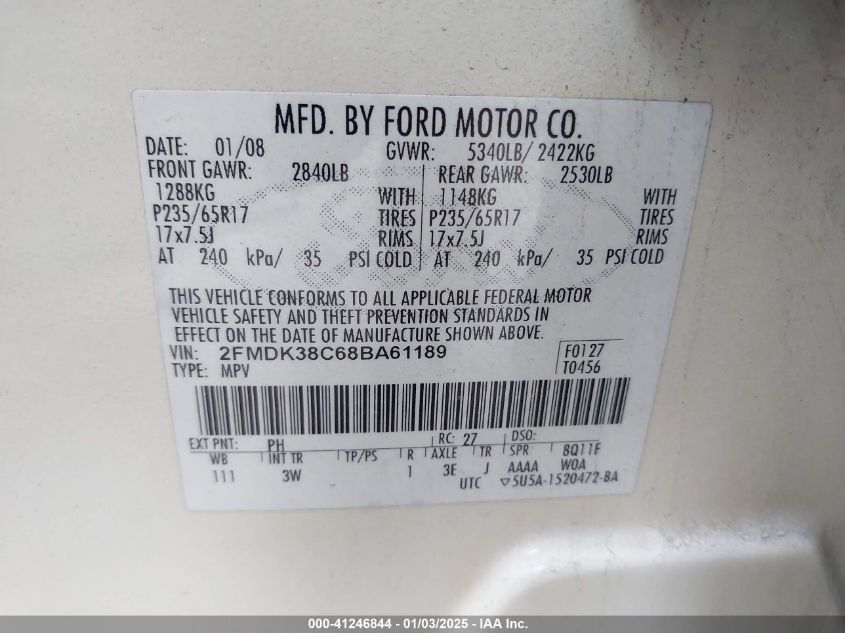 MFD. BY FORD MOTOR CO.
DATE: 01/08 GVWR: 5340LB/ 2422KG
FRONT GAWR: 2840LB REAR GAWR: 2530LB
1288KG WITH 1148KG WITH
P235/65R17 TIRES P235/65R17 TIRES
17x7.5J RIMS 17x7.5J RIMS
AT 240 kPa/ 35 PSI COLD AT 240 kPa/ 35 PSI COLD
THIS VEHICLE CONFORMS TO ALL APPLICABLE FEDERAL MOTOR
VEHICLE SAFETY AND THEFT PREVENTION STANDARDS IN
EFFECT ON THE DATE OF MANUFACTURE SHOWN ABOVE.
VIN: 2FMDK38C68BA61189 F0127
TYPE: MPV T0456
EXT PNT: PH RC: 27 DSO:
WB INT TR TP/PS R AXLE TR SPR 8Q11F
111 3W 1 3E J AAAA W0A
UTC ▽5U5A-1520472-BA
000-41246844 - 01/03/2025 - IAA Inc.